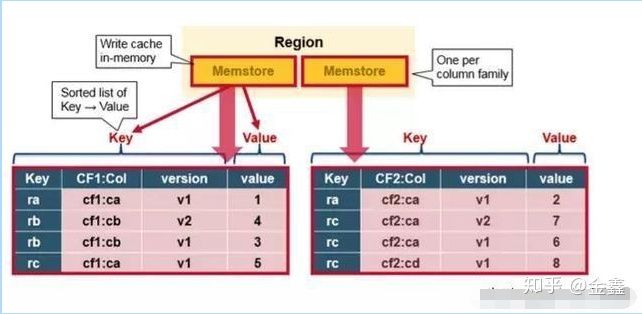 Region
Write cache
in-memory
Memstore
Memstore
One per
column family
Sorted list of
Key → Value
Key
Value
Key
Value
Key CF1:Col version value
ra cf1:ca v1 1
rb cf1:cb v2 4
rb cf1:cb v1 3
rc cf1:ca v1 5
Key CF2:Col version value
ra cf2:ca v1 2
rc cf2:ca v2 7
rc cf2:ca v1 6
rc cf2:cd v1 8
知乎 @金鑫